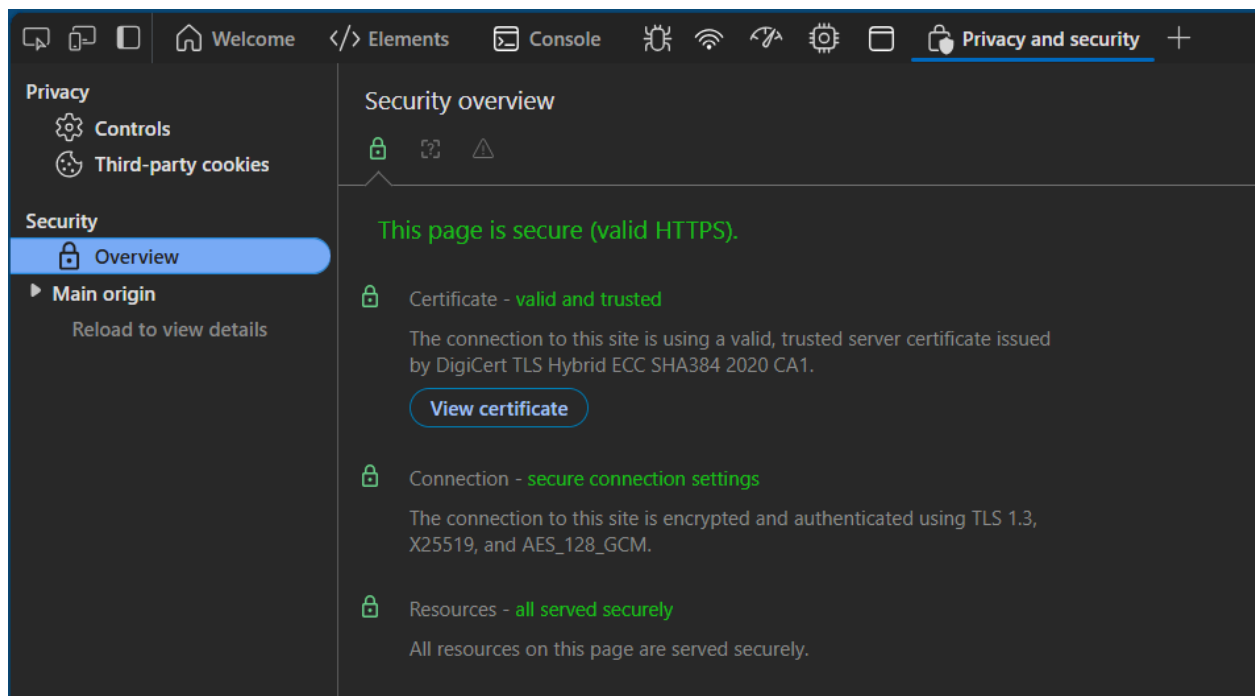 Welcome
Elements
Console
Privacy and security
Privacy
Controls
Third-party cookies
Security
Overview
Main origin
Reload to view details
Security overview
This page is secure (valid HTTPS).
Certificate - valid and trusted
The connection to this site is using a valid, trusted server certificate issued
by DigiCert TLS Hybrid ECC SHA384 2020 CA1.
View certificate
Connection - secure connection settings
The connection to this site is encrypted and authenticated using TLS 1.3,
X25519, and AES_128_GCM.
Resources - all served securely
All resources on this page are served securely.